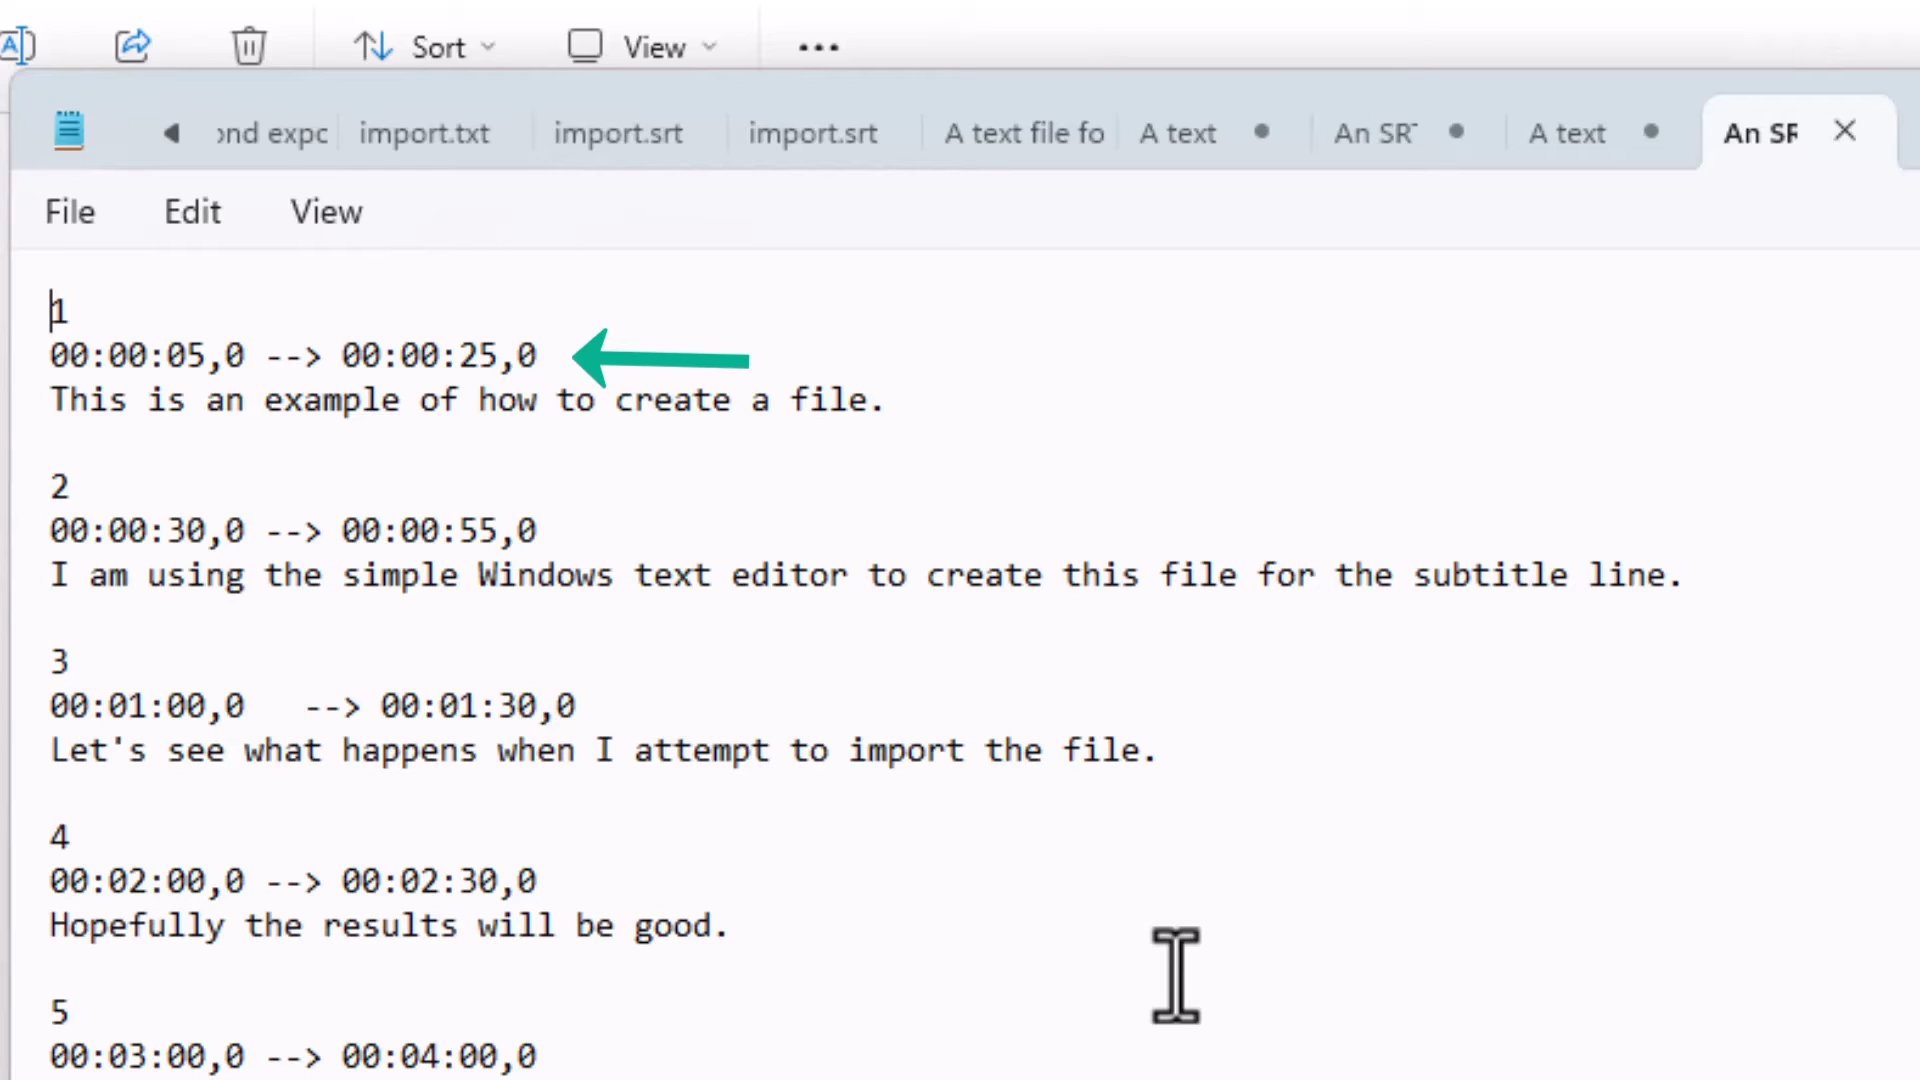 Sort
View
import.txt
import.srt
import.srt
A text file fo
A text
An SR
A text
An SR
File
Edit
View
1
00:00:05,0 --> 00:00:25,0
This is an example of how to create a file.
2
00:00:30,0 --> 00:00:55,0
I am using the simple Windows text editor to create this file for the subtitle line.
3
00:01:00,0   --> 00:01:30,0
Let's see what happens when I attempt to import the file.
4
00:02:00,0 --> 00:02:30,0
Hopefully the results will be good.
5
00:03:00,0 --> 00:04:00,0